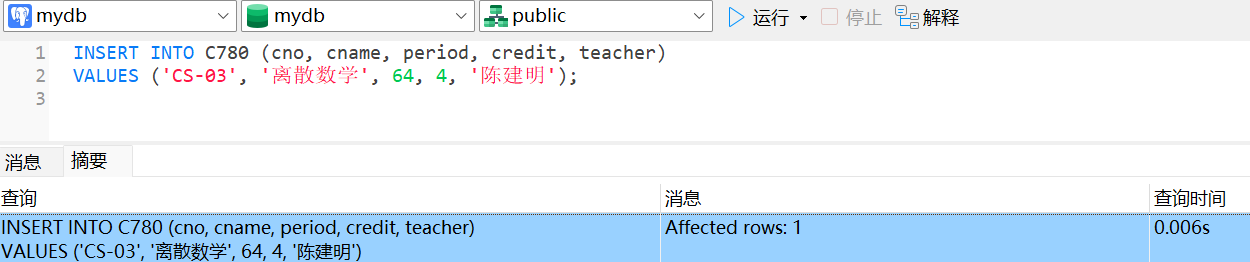 mydb mydb public 运行 停止 解释
1 INSERT INTO C780 (cno, cname, period, credit, teacher)
2 VALUES ('CS-03', '离散数学', 64, 4, '陈建明');
3
消息 摘要
查询 消息 查询时间
INSERT INTO C780 (cno, cname, period, credit, teacher) Affected rows: 1 0.006s
VALUES ('CS-03', '离散数学', 64, 4, '陈建明')